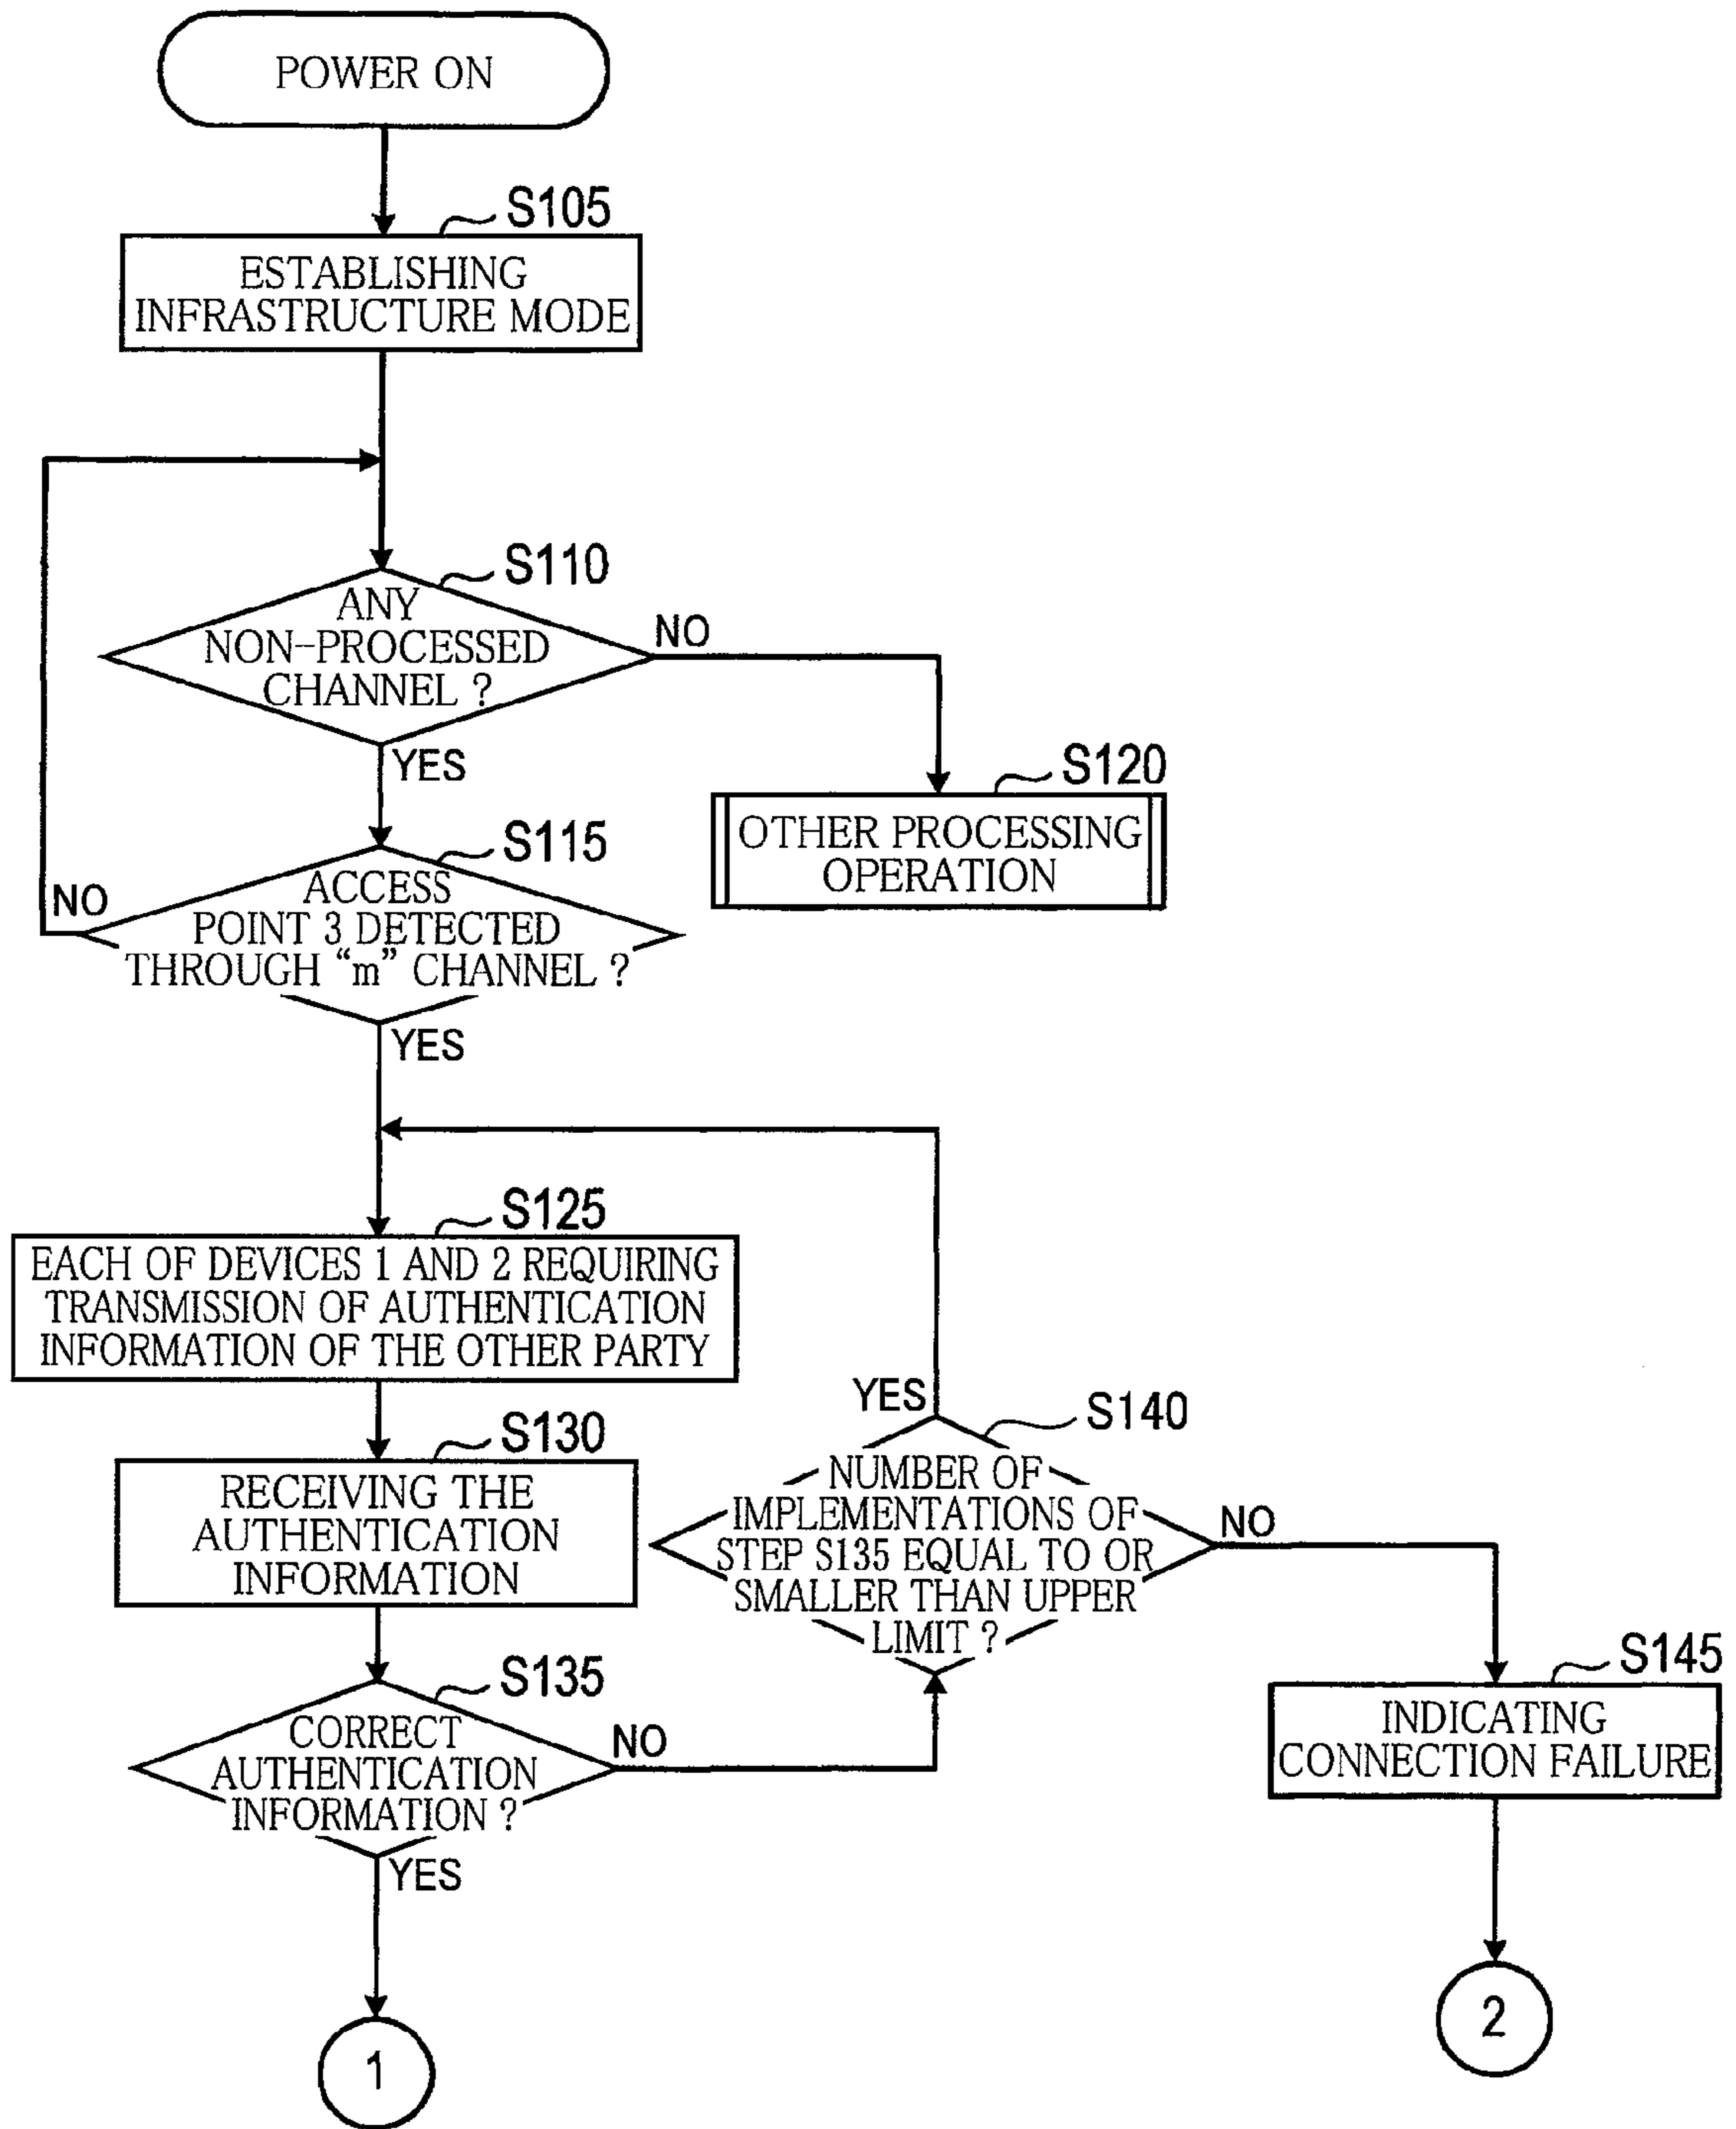 POWER ON
S105
ESTABLISHING
INFRASTRUCTURE MODE
S110
ANY
NON-PROCESSED
CHANNEL ?
NO
YES
S120
OTHER PROCESSING
OPERATION
S115
ACCESS
POINT 3 DETECTED
THROUGH “m” CHANNEL ?
NO
YES
S125
EACH OF DEVICES 1 AND 2 REQUIRING
TRANSMISSION OF AUTHENTICATION
INFORMATION OF THE OTHER PARTY
S130
RECEIVING THE
AUTHENTICATION
INFORMATION
S135
CORRECT
AUTHENTICATION
INFORMATION ?
NO
YES
S140
NUMBER OF
IMPLEMENTATIONS OF
STEP S135 EQUAL TO OR
SMALLER THAN UPPER
LIMIT ?
YES
NO
S145
INDICATING
CONNECTION FAILURE
1
2